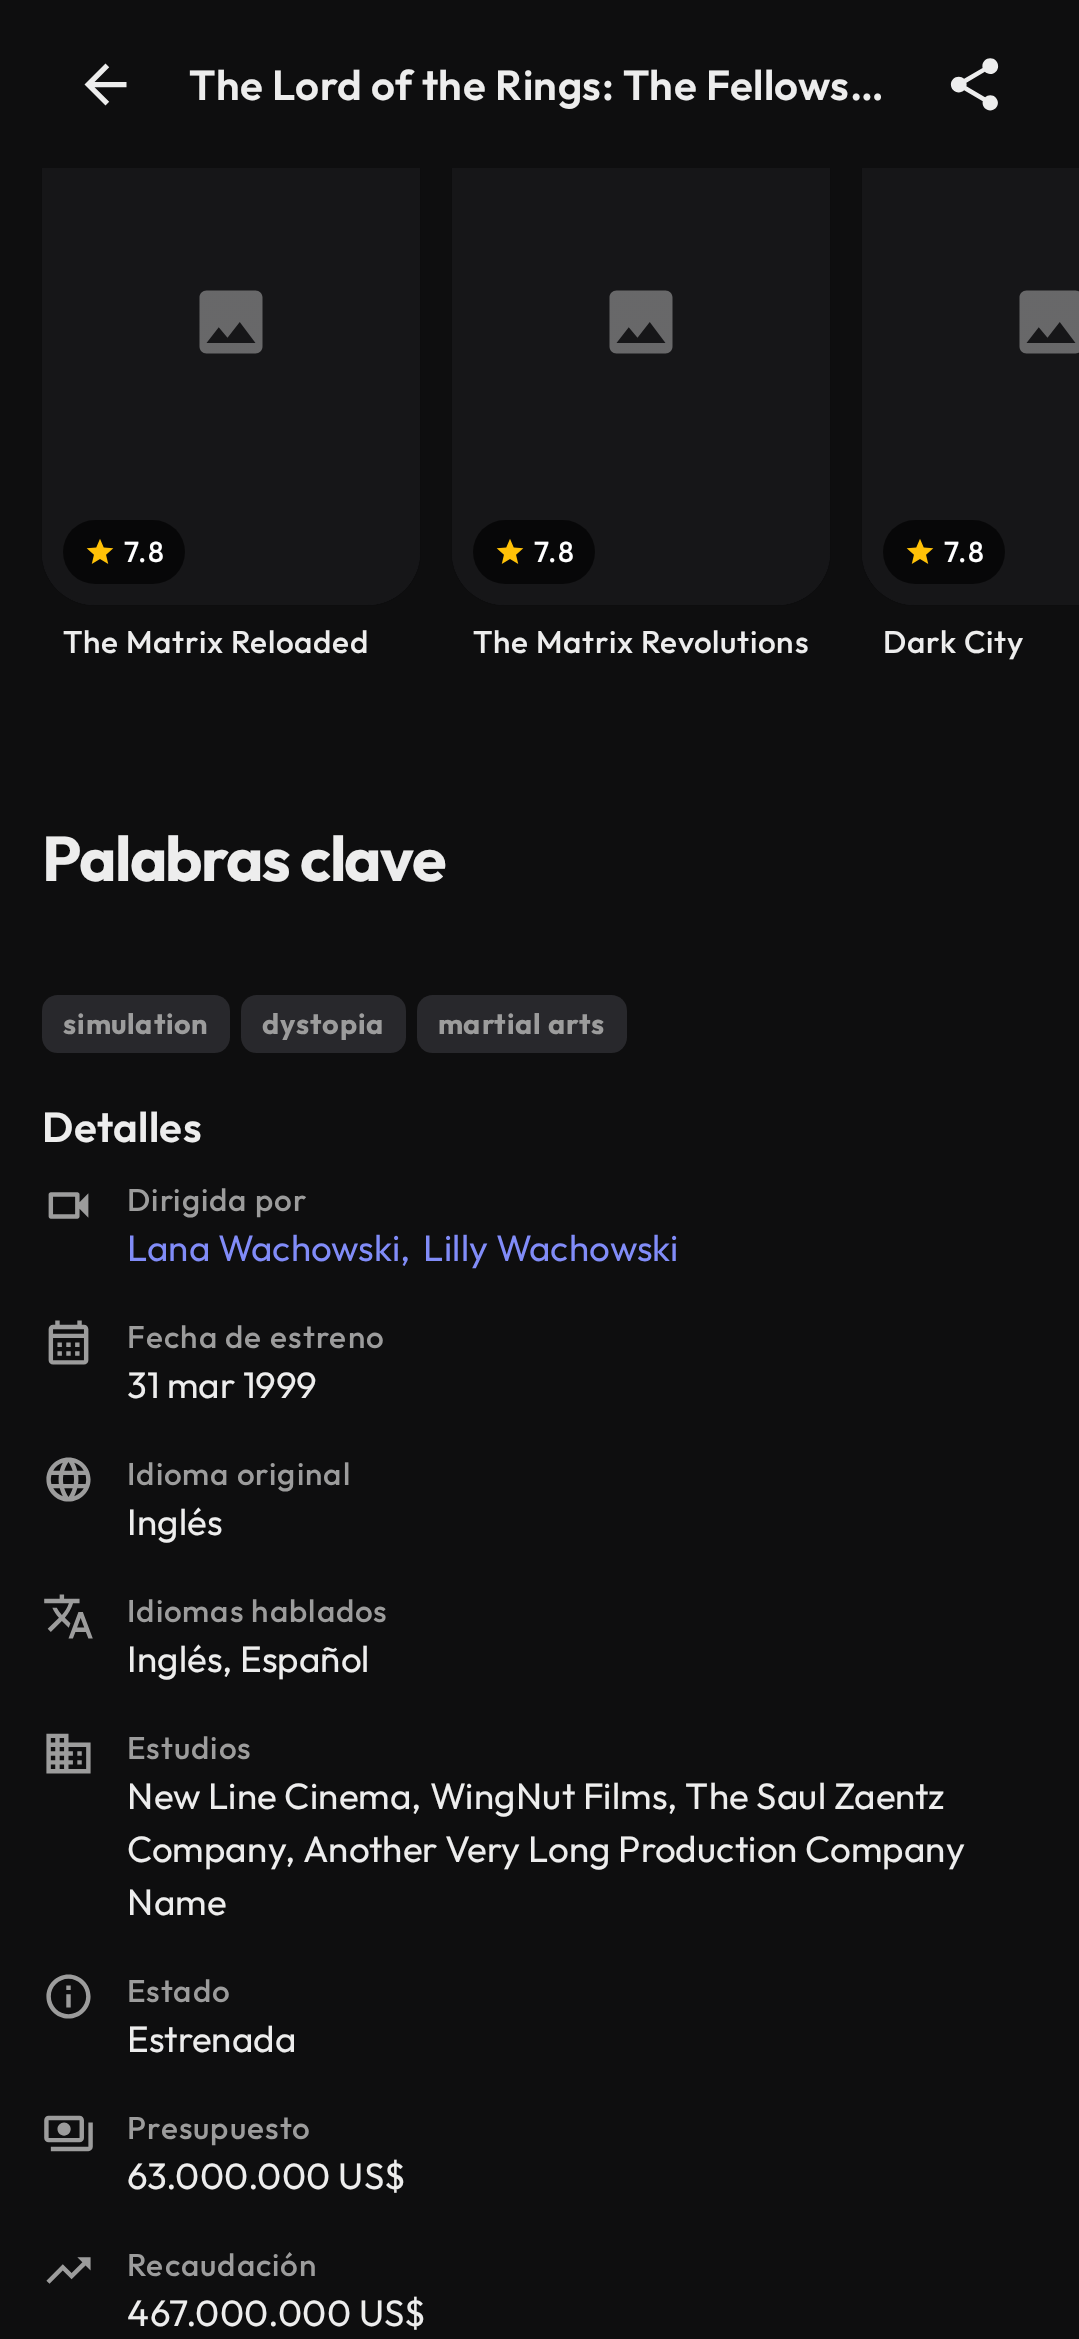 The Lord of the Rings: The Fellows...
7.8
7.8
7.8
The Matrix Reloaded
The Matrix Revolutions
Dark City
Palabras clave
simulation
dystopia
martial arts
Detalles
Dirigida por
Lana Wachowski, Lilly Wachowski
Fecha de estreno
31 mar 1999
Idioma original
Inglés
Idiomas hablados
Inglés, Español
Estudios
New Line Cinema, WingNut Films, The Saul Zaentz
Company, Another Very Long Production Company
Name
Estado
Estrenada
Presupuesto
63.000.000 US$
Recaudación
467.000.000 US$